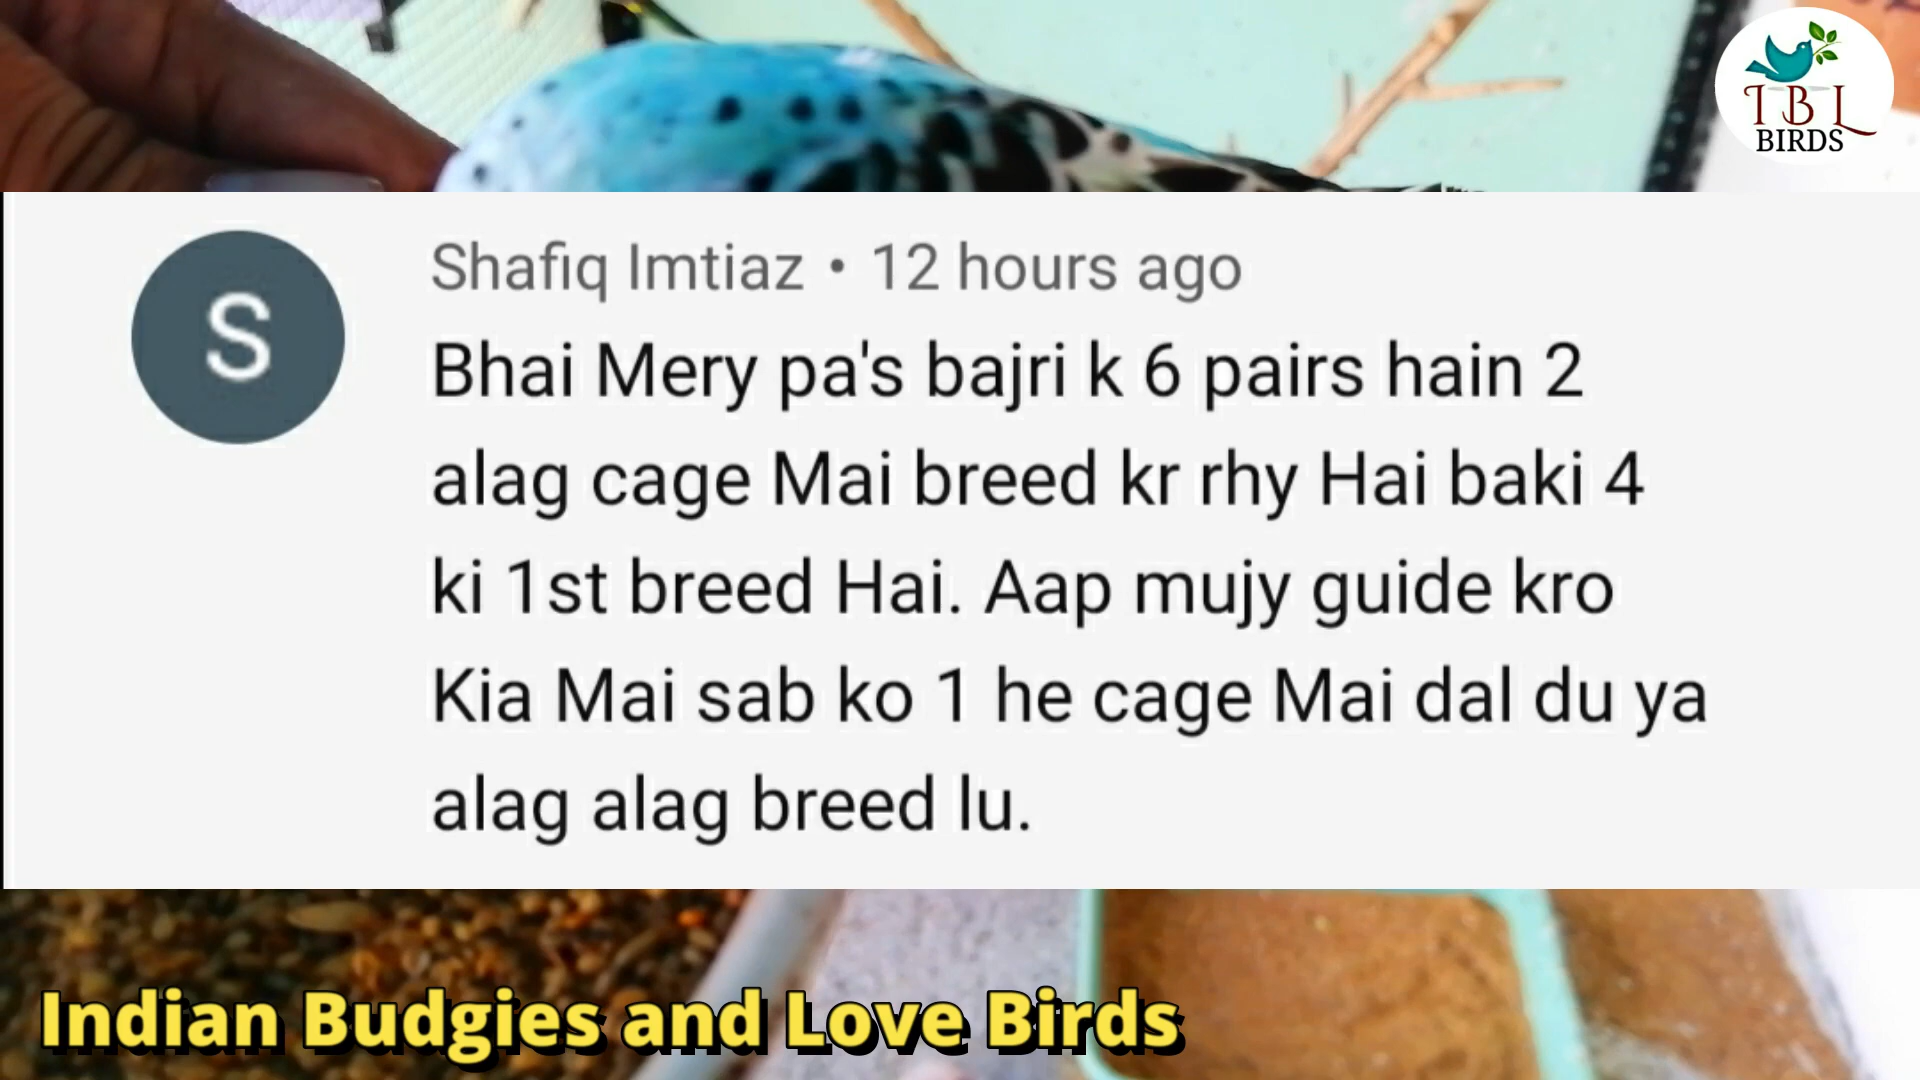 TBL
BIRDS
S
Shafiq Imtiaz • 12 hours ago
Bhai Mery pa's bajri k 6 pairs hain 2
alag cage Mai breed kr rhy Hai baki 4
ki 1st breed Hai. Aap mujy guide kro
Kia Mai sab ko 1 he cage Mai dal du ya
alag alag breed lu.
Indian Budgies and Love Birds